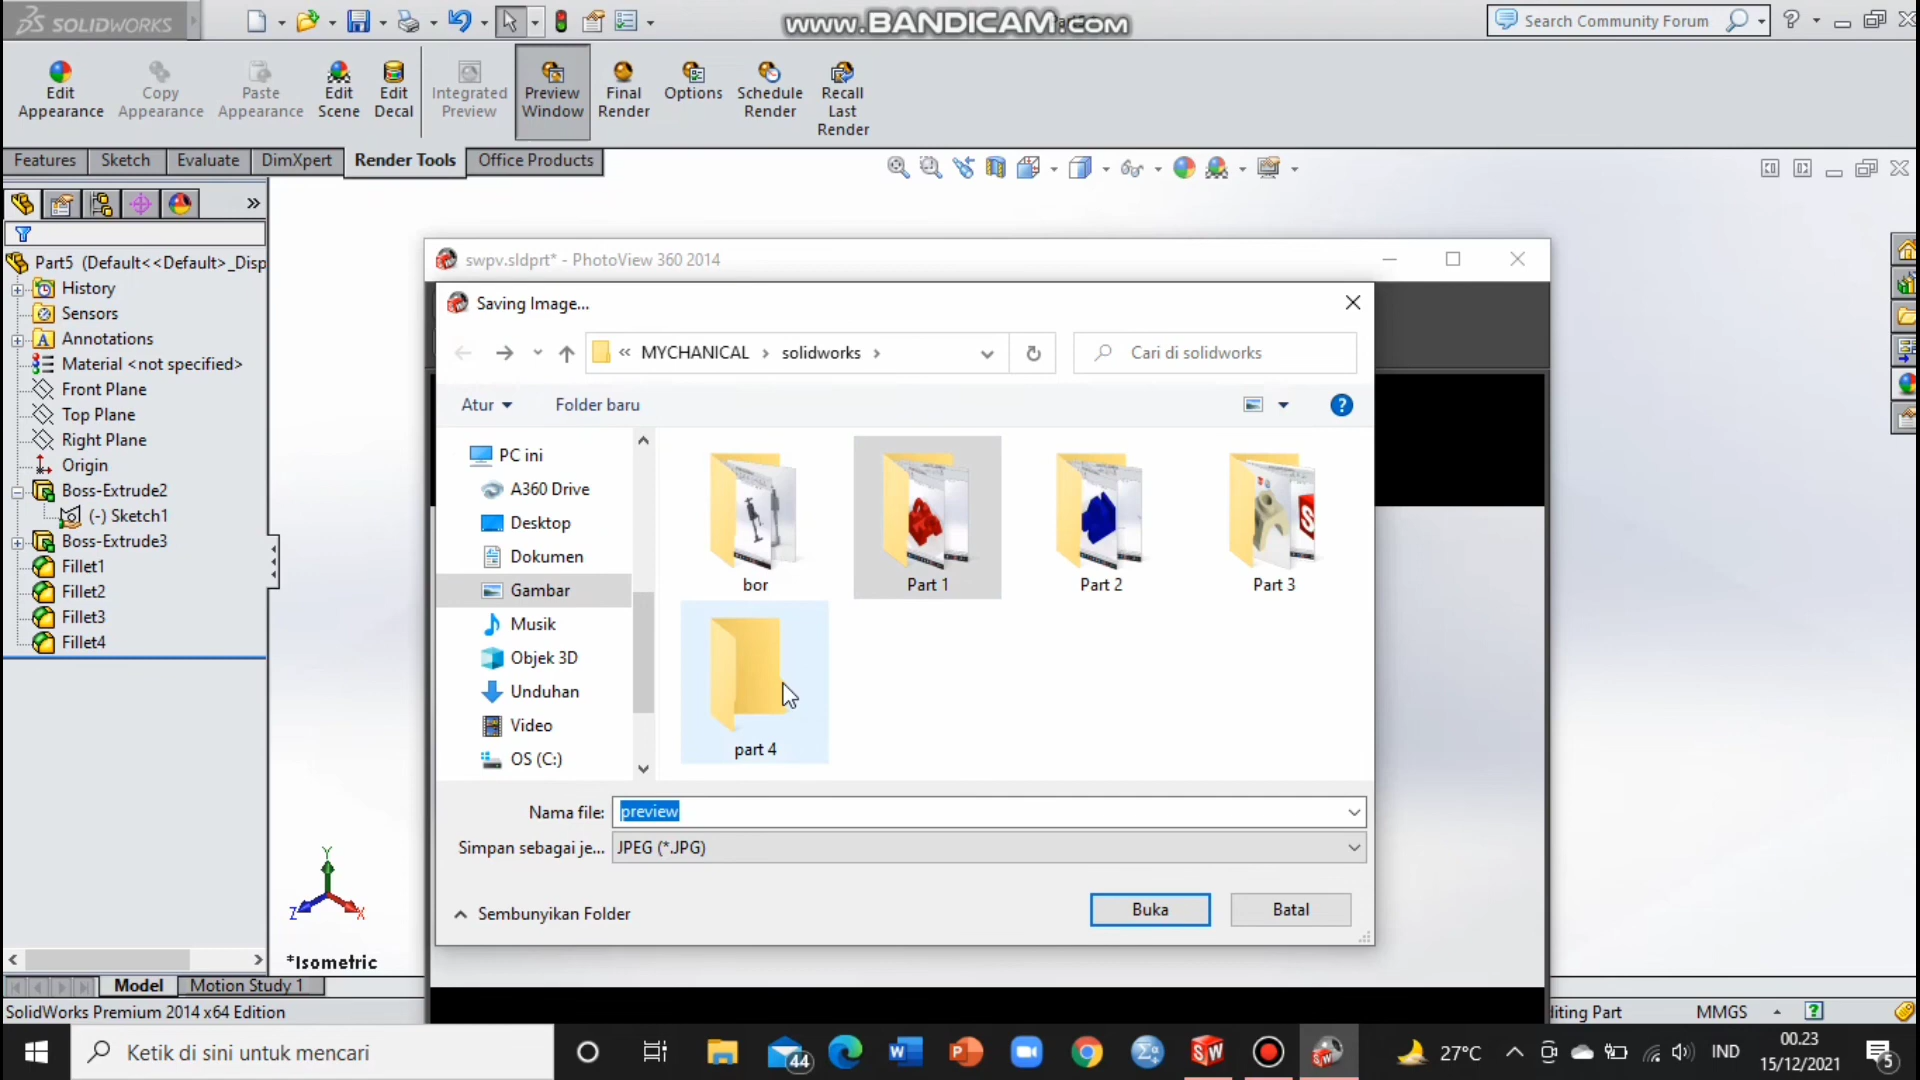 SOLIDWORKS
www.BANDICAM.com
Search Community Forum
Edit Appearance
Copy Appearance
Paste Appearance
Edit Scene
Edit Decal
Integrated Preview
Preview Window
Final Render
Options
Schedule Render
Recall Last Render
Features
Sketch
Evaluate
DimXpert
Render Tools
Office Products
Part5 (Default<<Default>_Disp
History
Sensors
Annotations
Material <not specified>
Front Plane
Top Plane
Right Plane
Origin
Boss-Extrude2
(-) Sketch1
Boss-Extrude3
Fillet1
Fillet2
Fillet3
Fillet4
swpv.sldprt* - PhotoView 360 2014
Saving Image...
« MYCHANICAL › solidworks ›
Cari di solidworks
Atur
Folder baru
PC ini
A360 Drive
Desktop
Dokumen
Gambar
Musik
Objek 3D
Unduhan
Video
OS (C:)
bor
Part 1
Part 2
Part 3
part 4
Nama file: preview
Simpan sebagai je... JPEG (*.JPG)
Sembunyikan Folder
Buka
Batal
Y
Z
X
*Isometric
Model
Motion Study 1
SolidWorks Premium 2014 x64 Edition
iting Part
MMGS
Ketik di sini untuk mencari
44
27°C
IND
00.23
15/12/2021
5